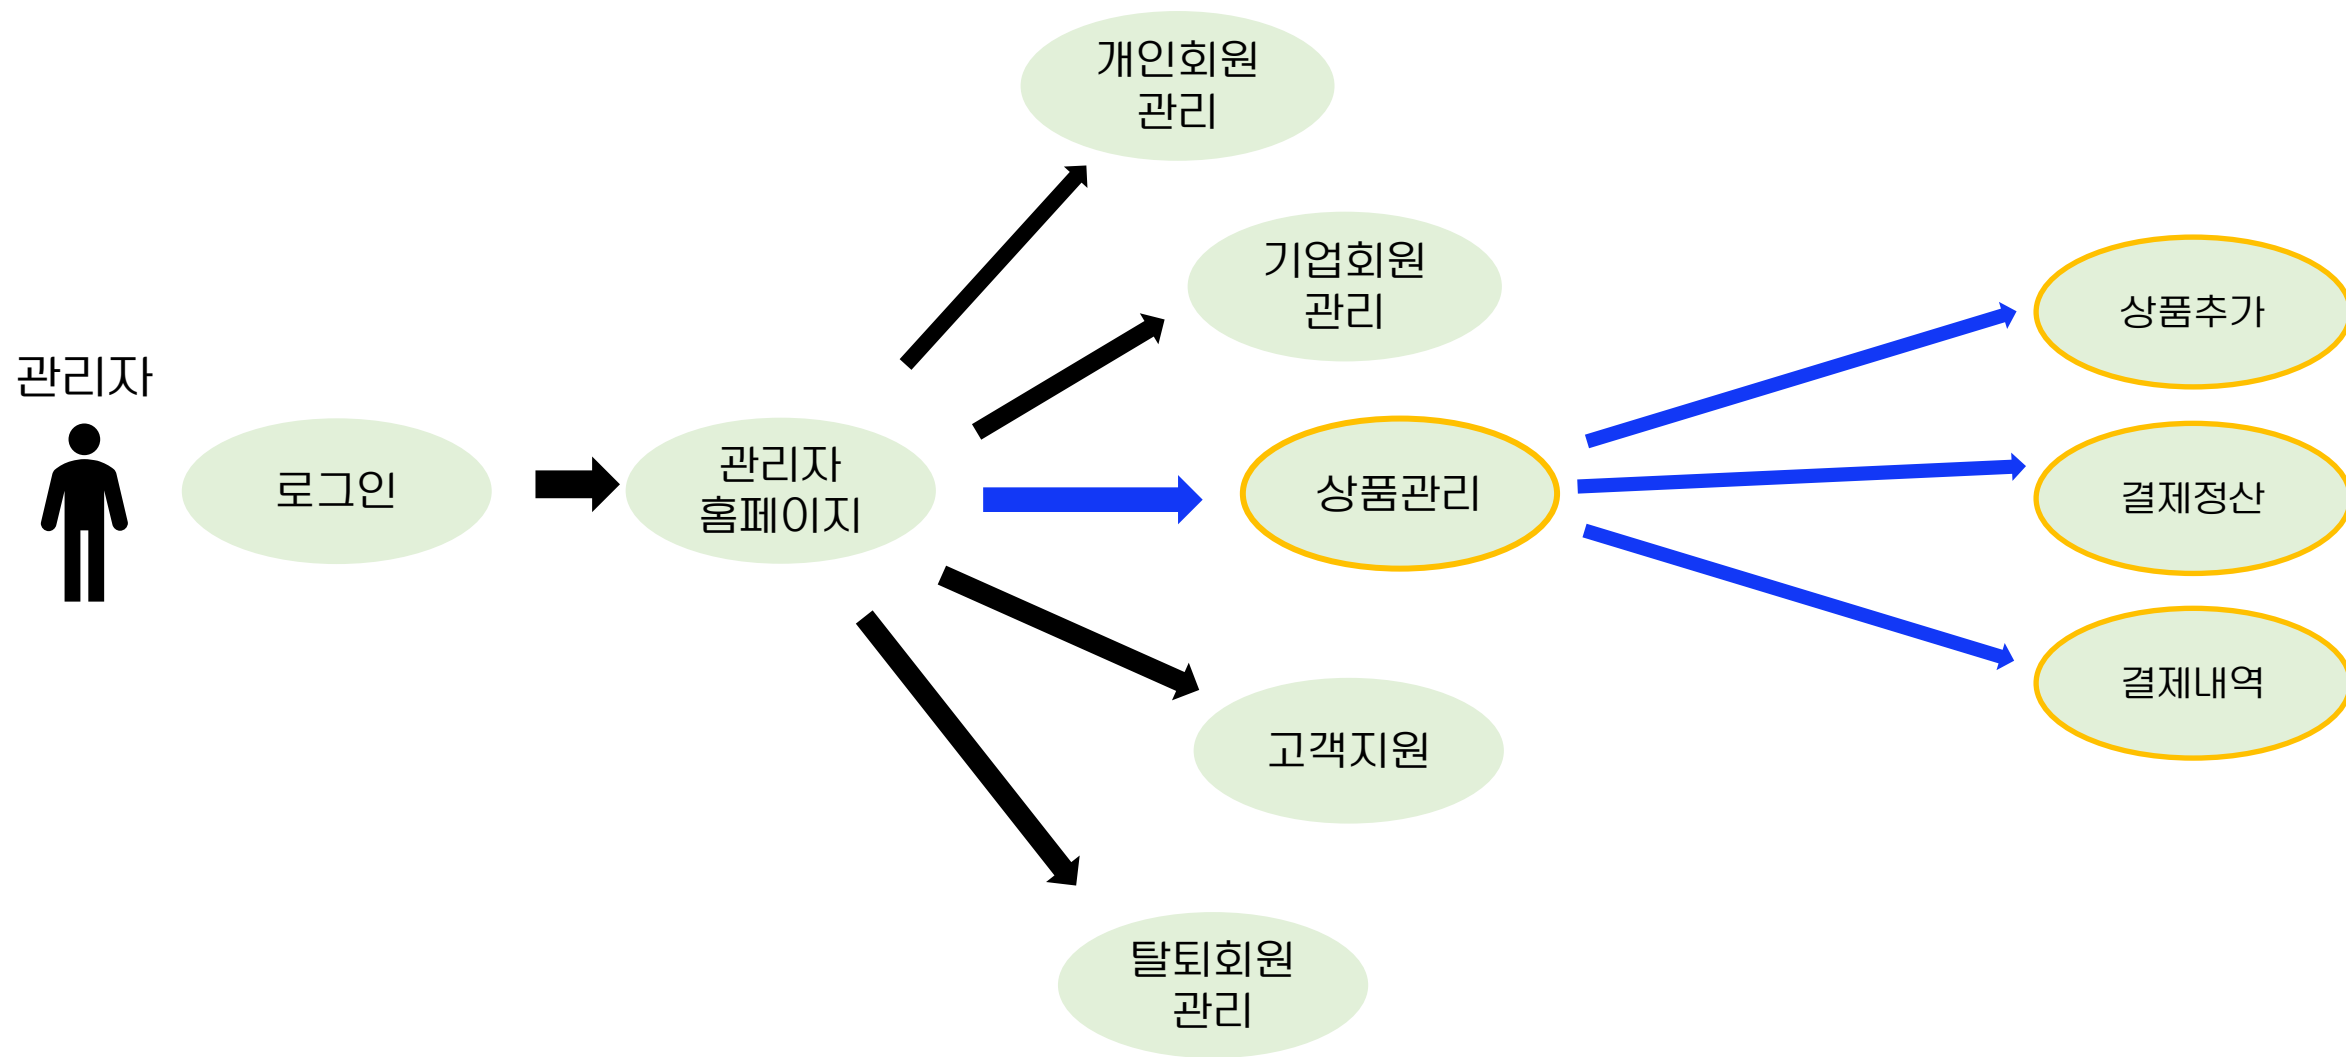 관리자
로그인
관리자
홈페이지
개인회원
관리
기업회원
관리
상품관리
고객지원
탈퇴회원
관리
상품추가
결제정산
결제내역